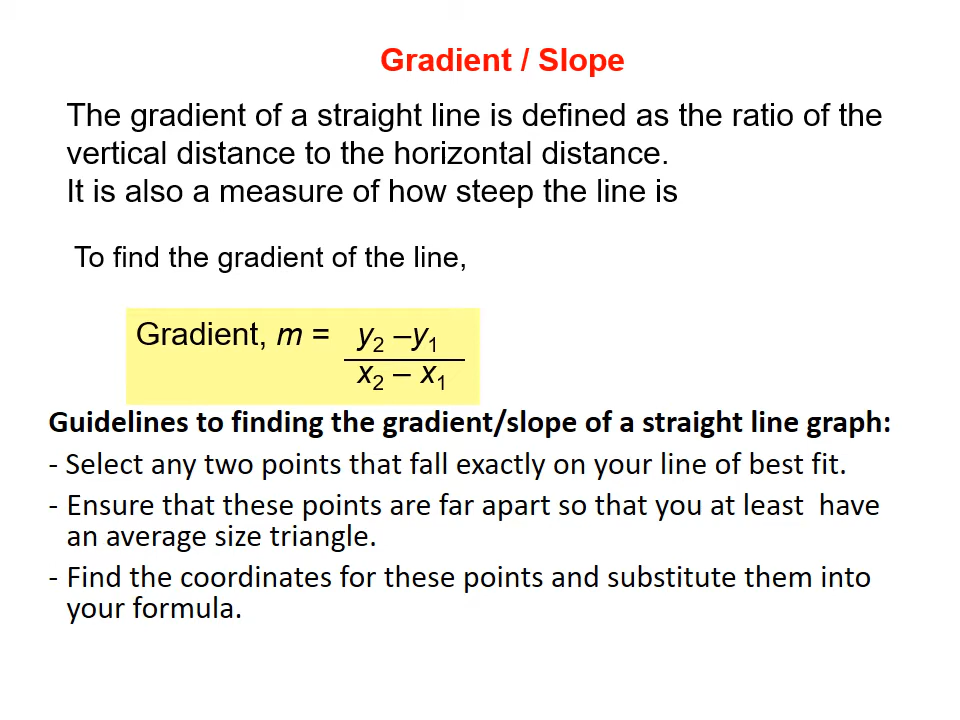 Gradient / Slope
The gradient of a straight line is defined as the ratio of the
vertical distance to the horizontal distance.
It is also a measure of how steep the line is
To find the gradient of the line,
Gradient, m = y₂ –y₁
x₂ – x₁
Guidelines to finding the gradient/slope of a straight line graph:
- Select any two points that fall exactly on your line of best fit.
- Ensure that these points are far apart so that you at least have
an average size triangle.
- Find the coordinates for these points and substitute them into
your formula.